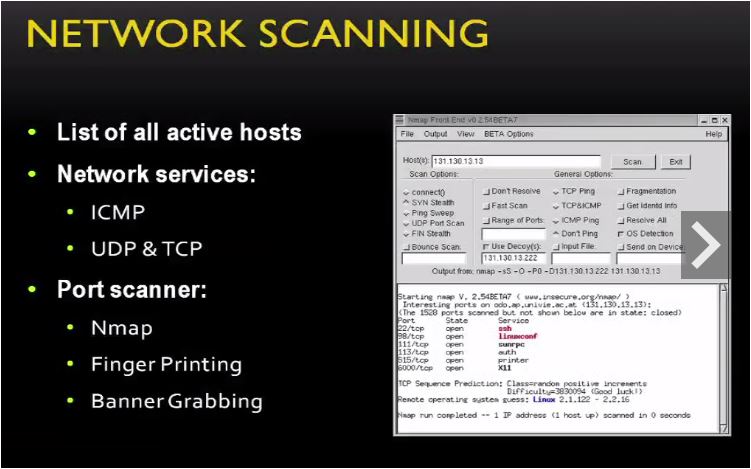 NETWORK SCANNING
• List of all active hosts
• Network services:
• ICMP
• UDP & TCP
• Port scanner:
• Nmap
• Finger Printing
• Banner Grabbing
Nmap Front End v0.2.54BETA7
File Output View BETA Options Help
Host(s): 131.130.13.13 Scan Exit
Scan Options: General Options:
connect() Don't Resolve TCP Ping Fragmentation
SYN Stealth Fast Scan TCP&ICMP Get Identd Info
Ping Sweep Range of Ports: ICMP Ping Resolve All
UDP Port Scan Don't Ping OS Detection
FIN Stealth Use Decoy(s): Input File: Send on Device:
Bounce Scan: 131.130.13.222
Output from: nmap -sS -O -P0 -D131.130.13.222 131.130.13.13
Starting nmap V. 2.54BETA7 ( www.insecure.org/nmap/ )
Interesting ports on odo.ap.univie.ac.at (131.130.13.13):
(The 1528 ports scanned but not shown below are in state: closed)
Port State Service
22/tcp open ssh
98/tcp open linuxconf
111/tcp open sunrpc
113/tcp open auth
515/tcp open printer
6000/tcp open X11
TCP Sequence Prediction: Class=random positive increments
Difficulty=3830094 (Good luck!)
Remote operating system guess: Linux 2.1.122 - 2.2.16
Nmap run completed -- 1 IP address (1 host up) scanned in 0 seconds